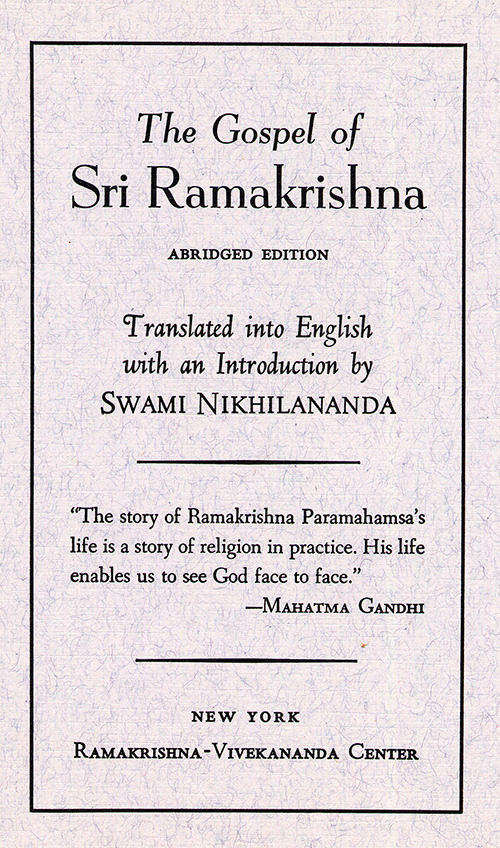 The Gospel of
Sri Ramakrishna
ABRIDGED EDITION
Translated into English
with an Introduction by
SWAMI NIKHILANANDA
“The story of Ramakrishna Paramahamsa’s
life is a story of religion in practice. His life
enables us to see God face to face.”
—MAHATMA GANDHI
NEW YORK
RAMAKRISHNA-VIVEKANANDA CENTER